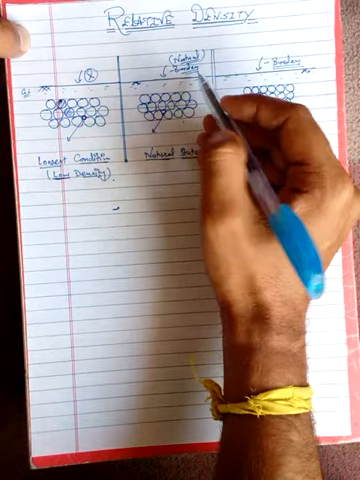 RELATIVE DENSITY
(Natural)
Burden
Burden
Loosest Condition
(Low Density).
Natural State